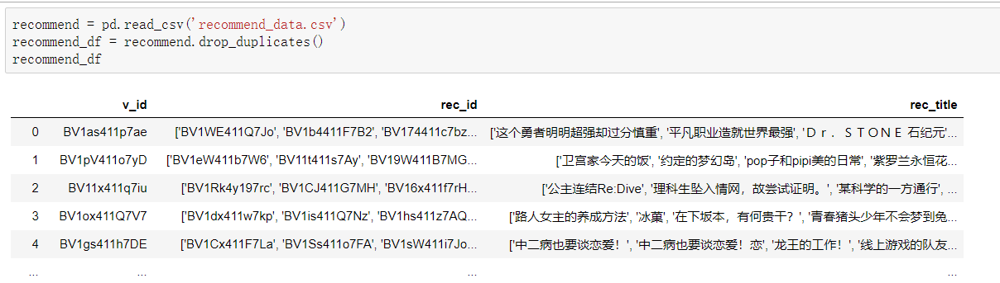 recommend = pd.read_csv('recommend_data.csv')
recommend_df = recommend.drop_duplicates()
recommend_df
v_id rec_id rec_title
0 BV1as411p7ae ['BV1WE411Q7Jo', 'BV1b4411F7B2', 'BV174411c7bz... ['这个勇者明明超强却过分慎重', '平凡职业造就世界最强', 'Ｄｒ．ＳＴＯＮＥ 石纪元'...
1 BV1pV411o7yD ['BV1eW411b7W6', 'BV11t411s7Ay', 'BV19W411B7MG... ['卫宫家今天的饭', '约定的梦幻岛', 'pop子和pipi美的日常', '紫罗兰永恒花...
2 BV11x411q7iu ['BV1Rk4y197rc', 'BV1CJ411G7MH', 'BV16x411f7rH... ['公主连结Re:Dive', '理科生坠入情网，故尝试证明。', '某科学的一方通行', ...
3 BV1ox411Q7V7 ['BV1dx411w7kp', 'BV1is411Q7Nz', 'BV1hs411z7AQ... ['路人女主的养成方法', '冰菓', '在下坂本，有何贵干？', '青春猪头少年不会梦到兔...
4 BV1gs411h7DE ['BV1Cx411F7La', 'BV1Ss411o7FA', 'BV1sW411i7Jo... ['中二病也要谈恋爱！', '中二病也要谈恋爱！恋', '龙王的工作！', '线上游戏的队友...
... ... ... ...